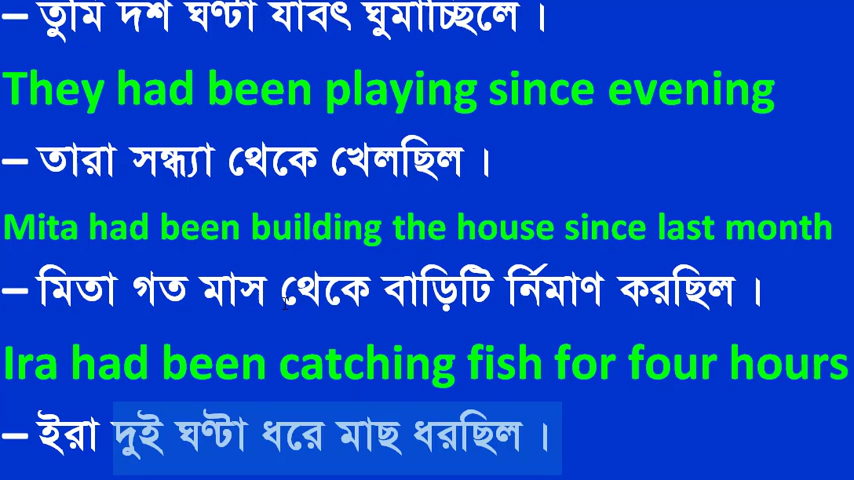 – তুমি দশ ঘণ্টা যাবৎ ঘুমাচ্ছিলে ।
They had been playing since evening
– তারা সন্ধ্যা থেকে খেলছিল ।
Mita had been building the house since last month
– মিতা গত মাস থেকে বাড়িটি র্নিমাণ করছিল ।
Ira had been catching fish for four hours
– ইরা দুই ঘণ্টা ধরে মাছ ধরছিল ।